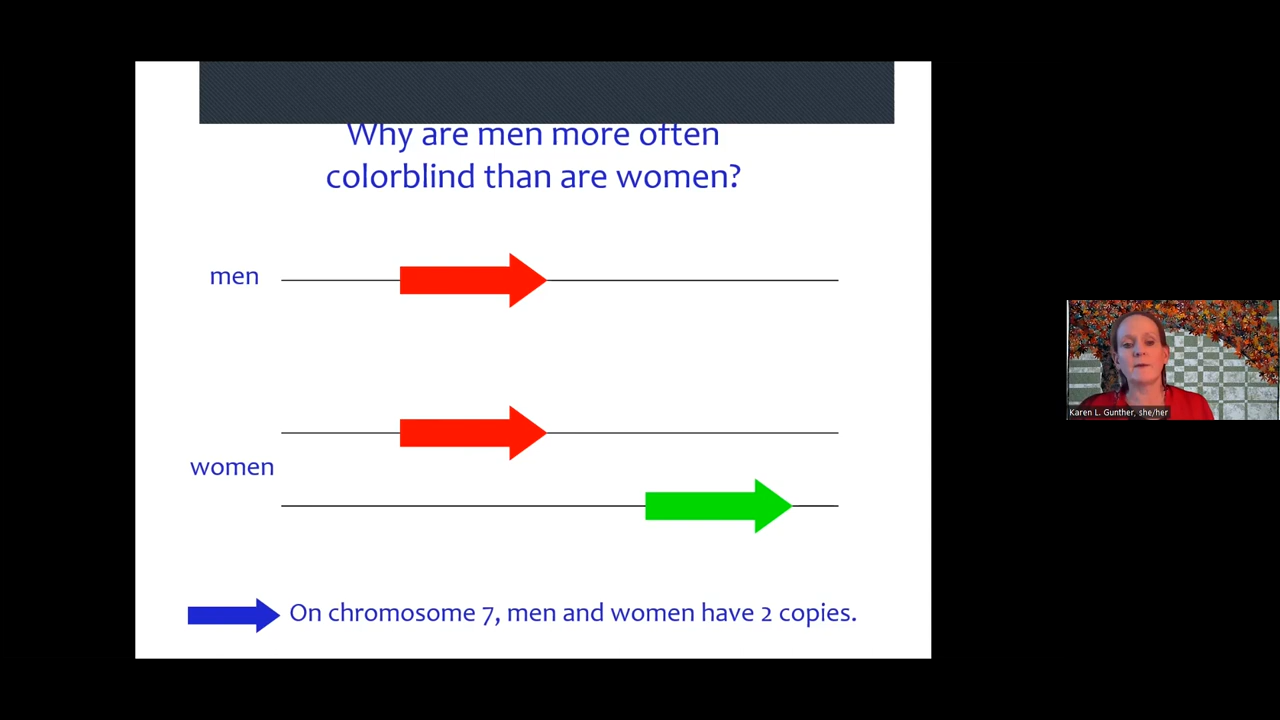 Why are men more often
colorblind than are women?
men
women
On chromosome 7, men and women have 2 copies.
Karen L. Gunther, she/her